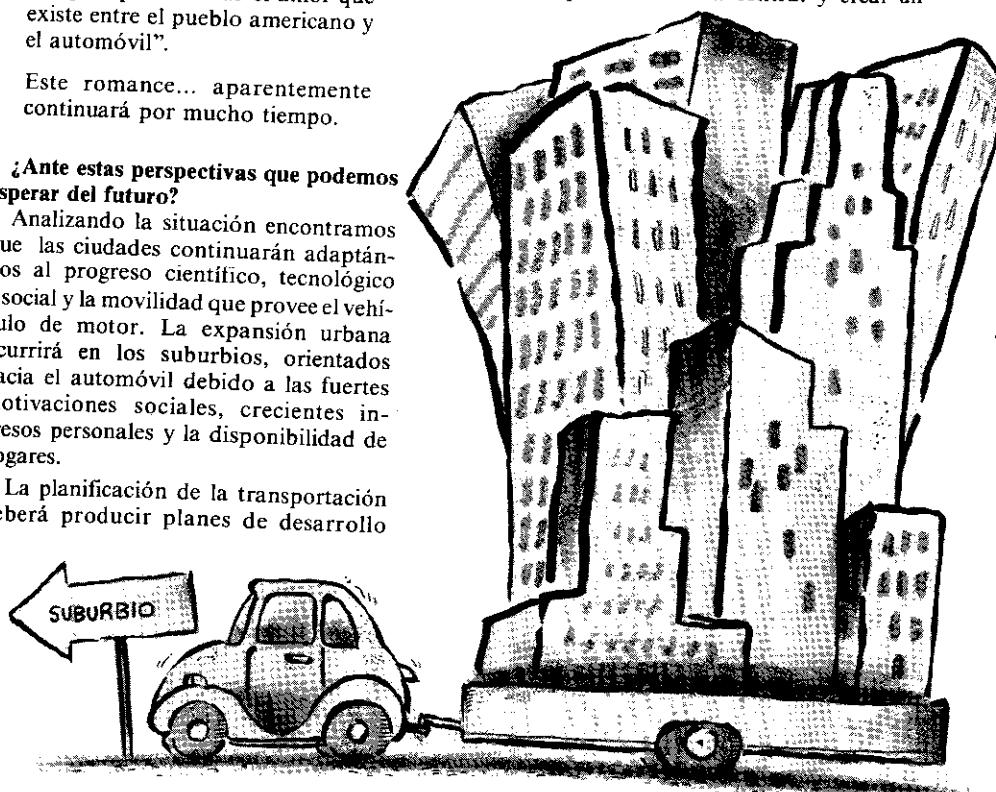 existe entre el pueblo americano y
el automóvil”.
Este romance... aparentemente
continuará por mucho tiempo.
¿Ante estas perspectivas que podemos
sperar del futuro?
Analizando la situación encontramos
ue las ciudades continuarán adaptán-
os al progreso científico, tecnológico
social y la movilidad que provee el vehí-
ulo de motor. La expansión urbana
currirá en los suburbios, orientados
acia el automóvil debido a las fuertes
otivaciones sociales, crecientes in-
esos personales y la disponibilidad de
ogares.
La planificación de la transportación
eberá producir planes de desarrollo
y crear un
SUBURBIO